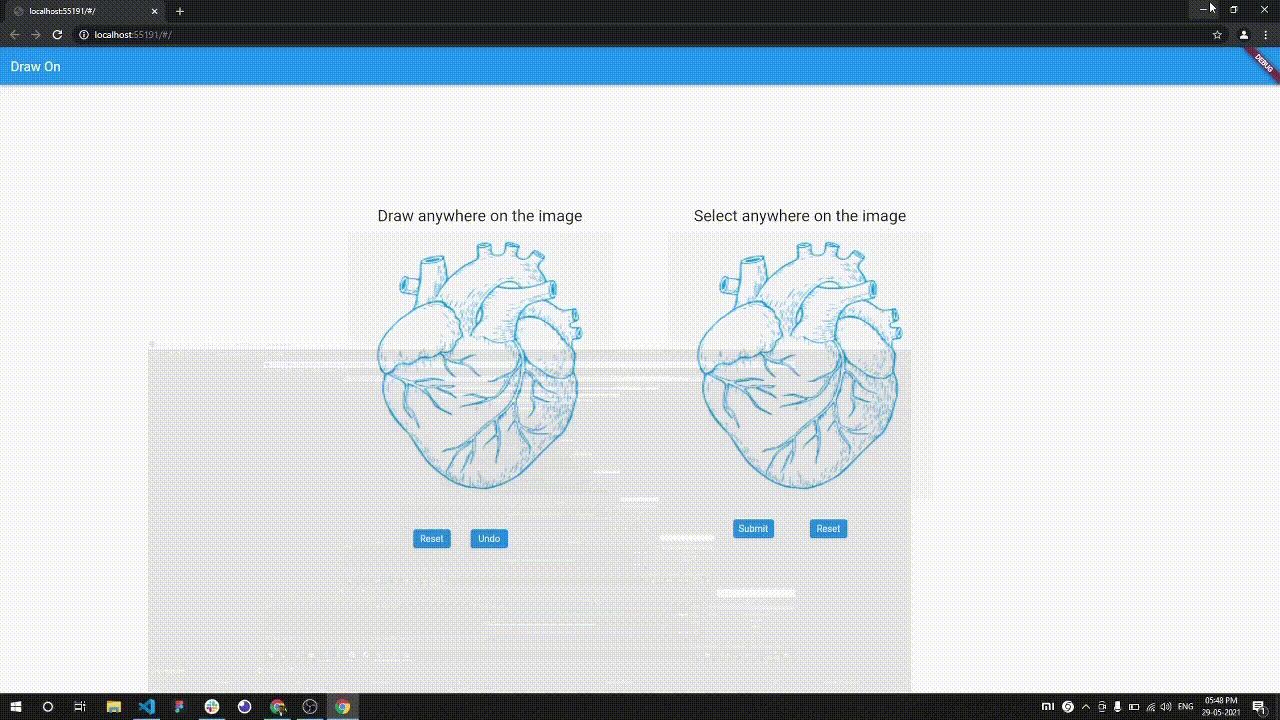 localhost:55191/#/
localhost:55191/#/
Draw On
DEBUG
Draw anywhere on the image
Select anywhere on the image
Reset
Undo
Submit
Reset
ENG
05:48 PM
29-05-2021
1